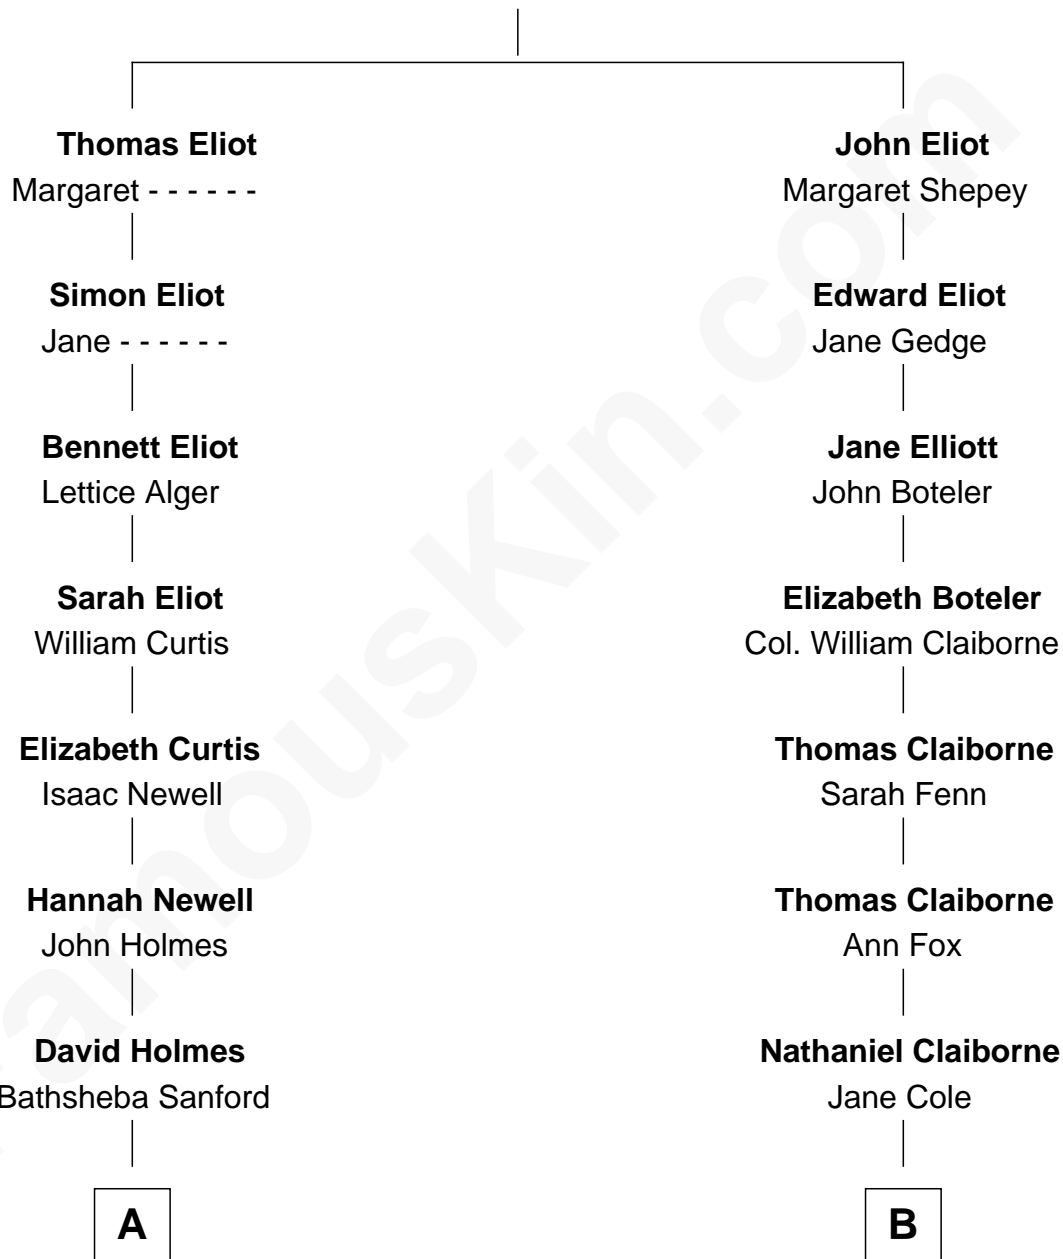 Thomas Eliot
Margaret - - - - - -
Simon Eliot
Jane - - - - - -
Bennett Eliot
Lettice Alger
Sarah Eliot
William Curtis
Elizabeth Curtis
Isaac Newell
Hannah Newell
John Holmes
David Holmes
Bathsheba Sanford
A
John Eliot
Margaret Shepey
Edward Eliot
Jane Gedge
Jane Elliott
John Boteler
Elizabeth Boteler
Col. William Claiborne
Thomas Claiborne
Sarah Fenn
Thomas Claiborne
Ann Fox
Nathaniel Claiborne
Jane Cole
B
FamousKin.com